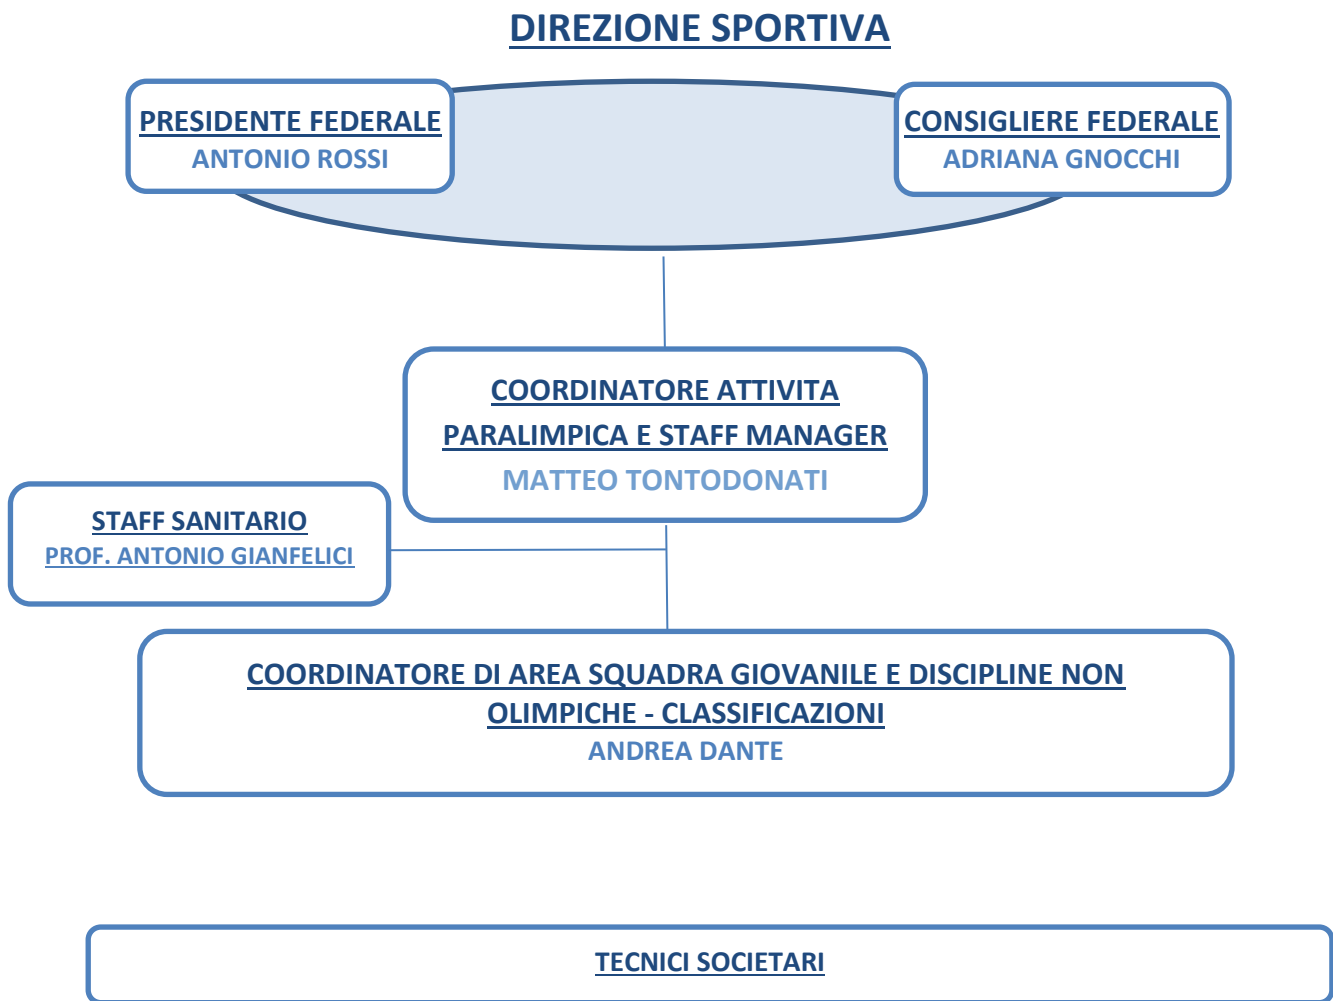 DIREZIONE SPORTIVA
PRESIDENTE FEDERALE
ANTONIO ROSSI
CONSIGLIERE FEDERALE
ADRIANA GNOCCHI
COORDINATORE ATTIVITA
PARALIMPICA E STAFF MANAGER
MATTEO TONTODONATI
STAFF SANITARIO
PROF. ANTONIO GIANFELICI
COORDINATORE DI AREA SQUADRA GIOVANILE E DISCIPLINE NON
OLIMPICHE - CLASSIFICAZIONI
ANDREA DANTE
TECNICI SOCIETARI